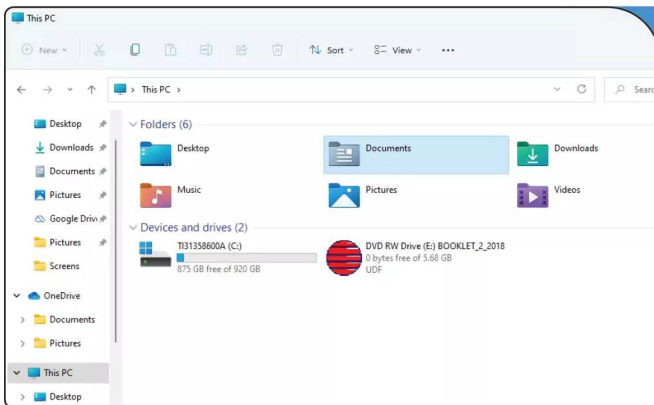 This PC
New
Sort
View
This PC
Desktop
Downloads
Documents
Pictures
Google Driv
Pictures
Screens
OneDrive
Documents
Pictures
This PC
Desktop
Folders (6)
Desktop
Documents
Downloads
Music
Pictures
Videos
Devices and drives (2)
TI31358600A (C:)
875 GB free of 920 GB
DVD RW Drive (E:) BOOKLET_2_2018
0 bytes free of 5.68 GB
UDF